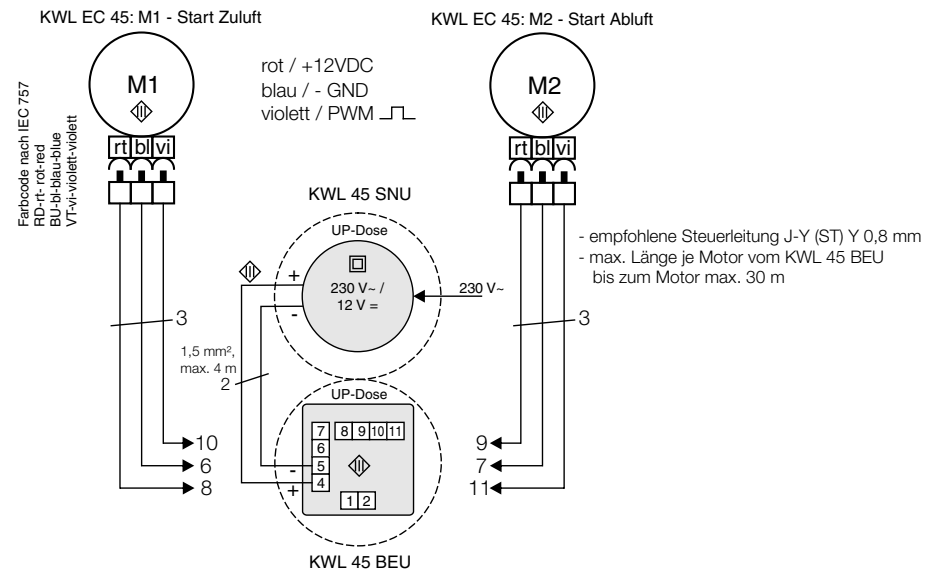 KWL EC 45: M1 - Start Zuluft
KWL EC 45: M2 - Start Abluft
M1
rt bl vi
rot / +12VDC
blau / - GND
violett / PWM
M2
rt bl vi
Farbcode nach IEC 757
RD-rt- rot-red
BU-bl-blau-blue
VT-vi-violett-violett
KWL 45 SNU
UP-Dose
+
-
230 V~ /
12 V =
230 V~
- empfohlene Steuerleitung J-Y (ST) Y 0,8 mm
- max. Länge je Motor vom KWL 45 BEU
bis zum Motor max. 30 m
3
3
1,5 mm²,
max. 4 m
2
UP-Dose
7 8 9 10 11
6
5
4
-
+
1 2
10
6
8
9
7
11
KWL 45 BEU